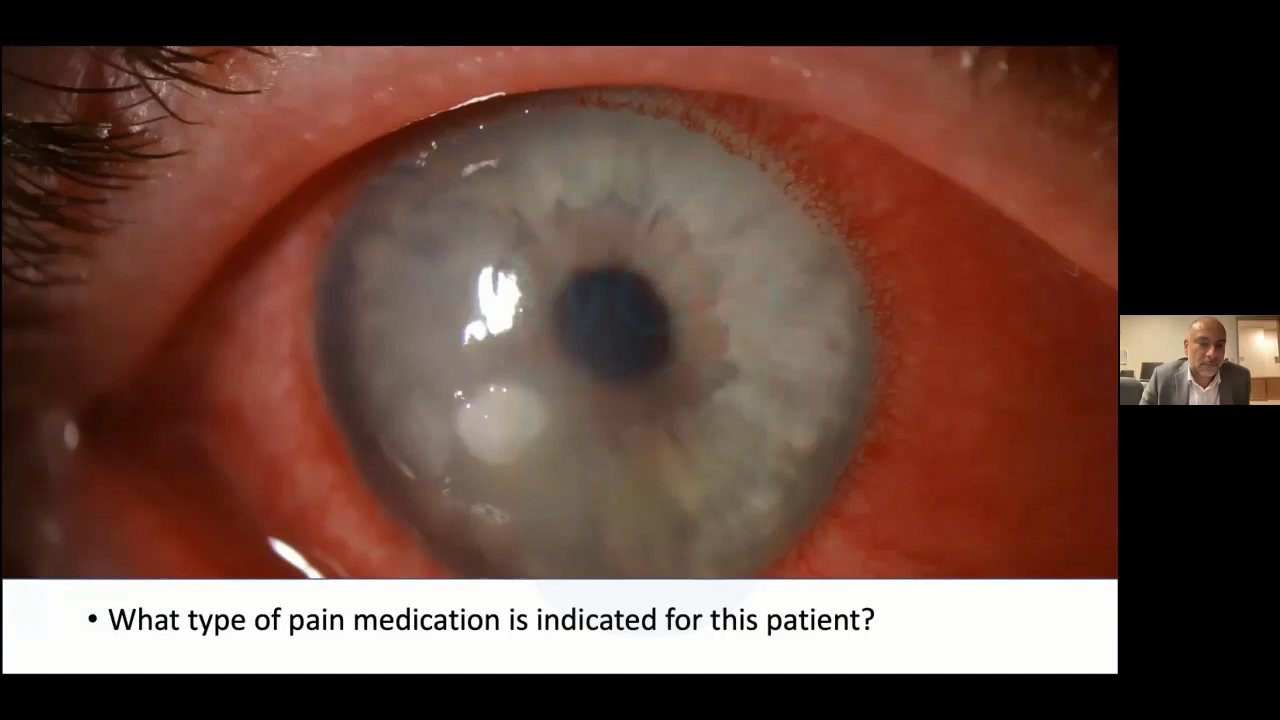 • What type of pain medication is indicated for this patient?